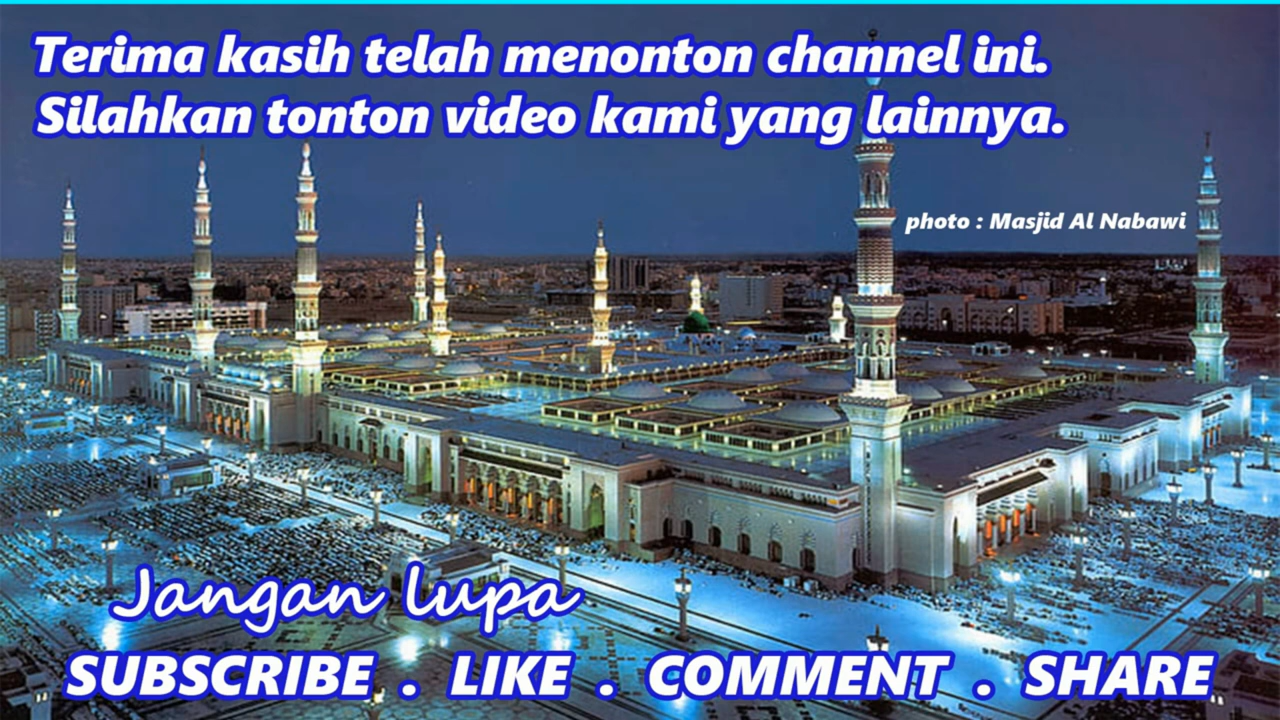 Terima kasih telah menonton channel ini.
Silahkan tonton video kami yang lainnya.
photo : Masjid Al Nabawi
Jangan lupa
SUBSCRIBE . LIKE . COMMENT . SHARE